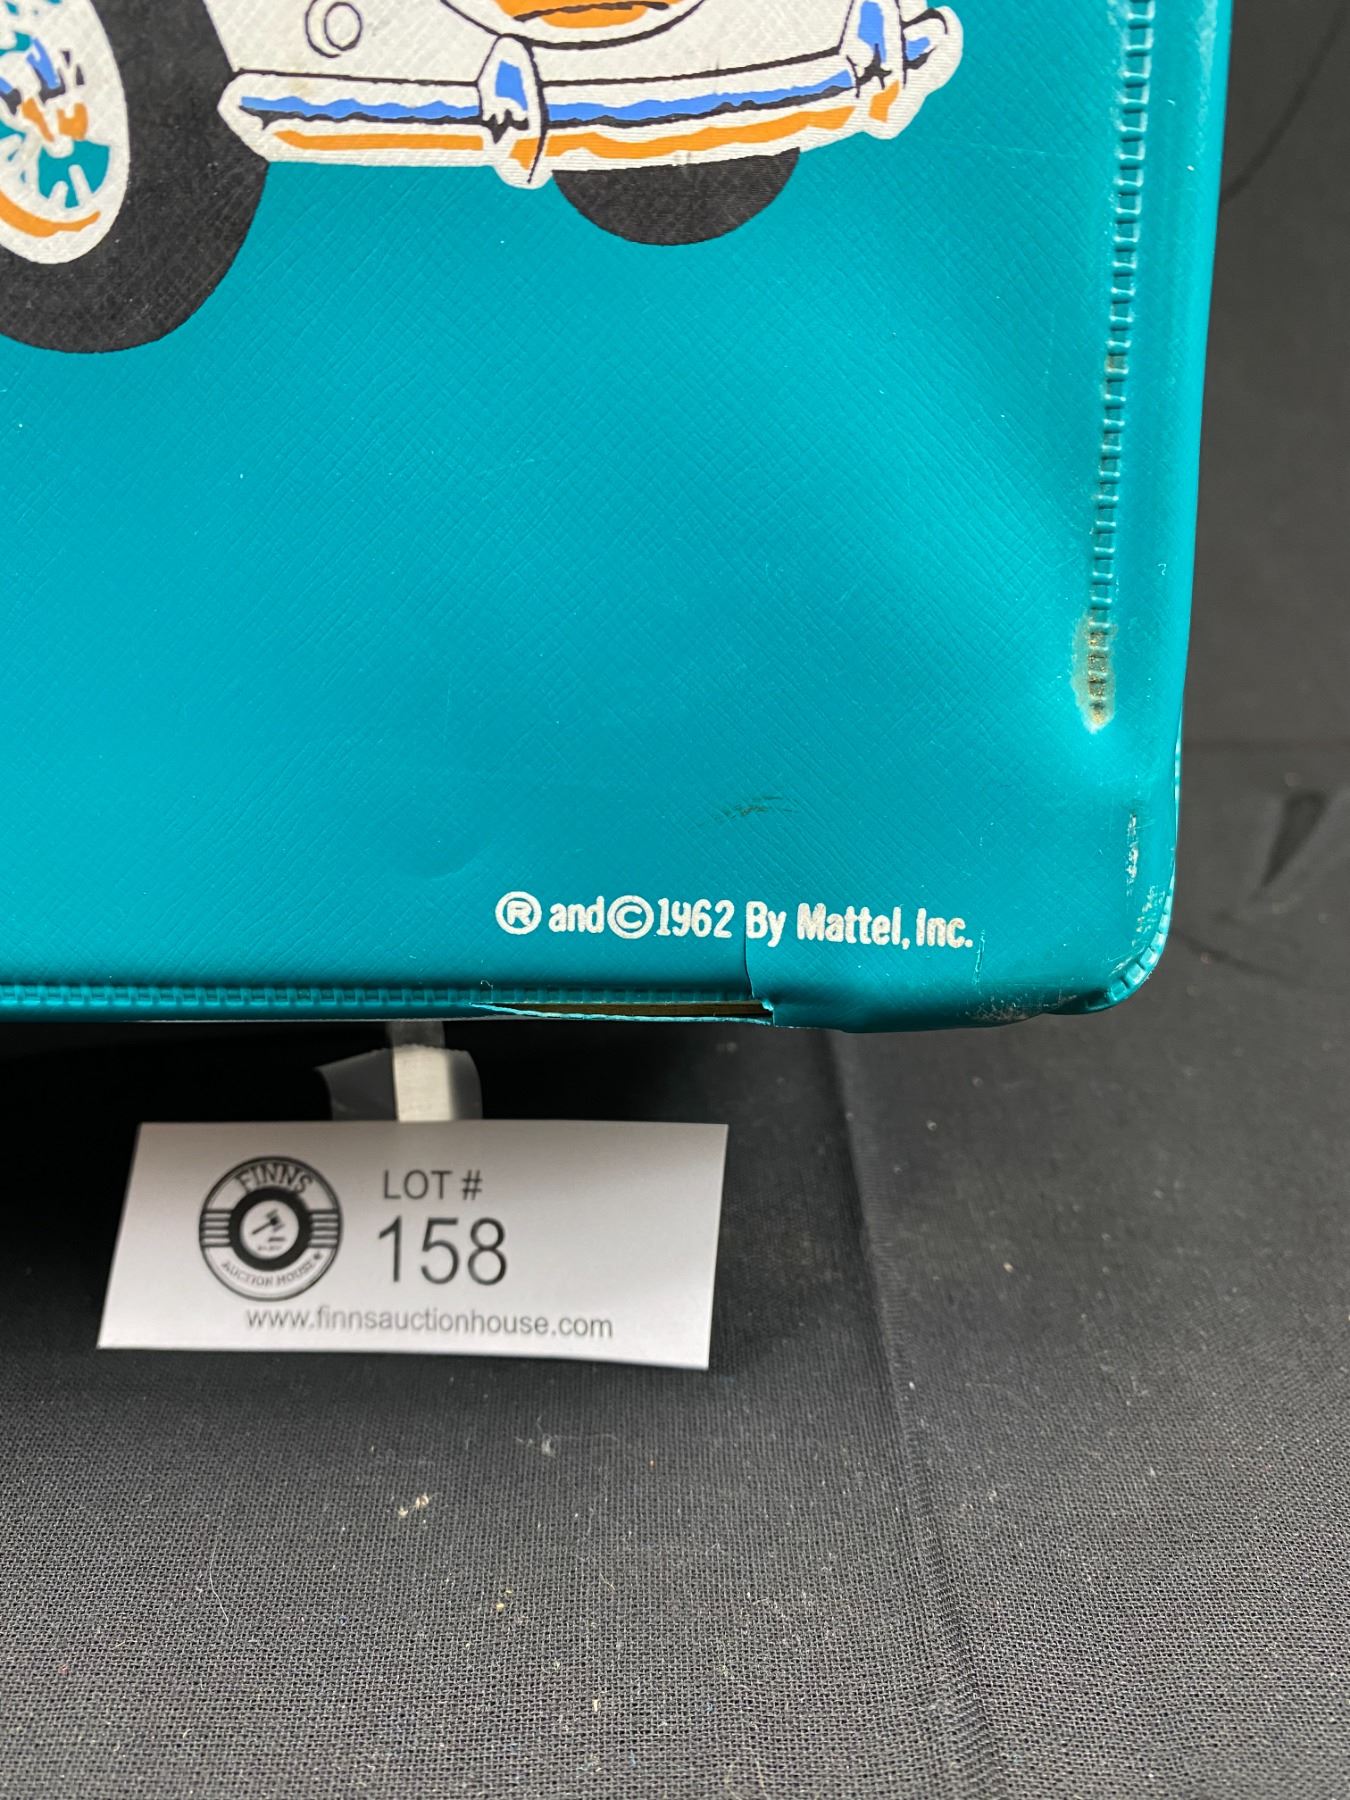 ® and © 1962 By Mattel, Inc.
FINNS
AUCTION HOUSE
LOT #
158
www.finnsauctionhouse.com